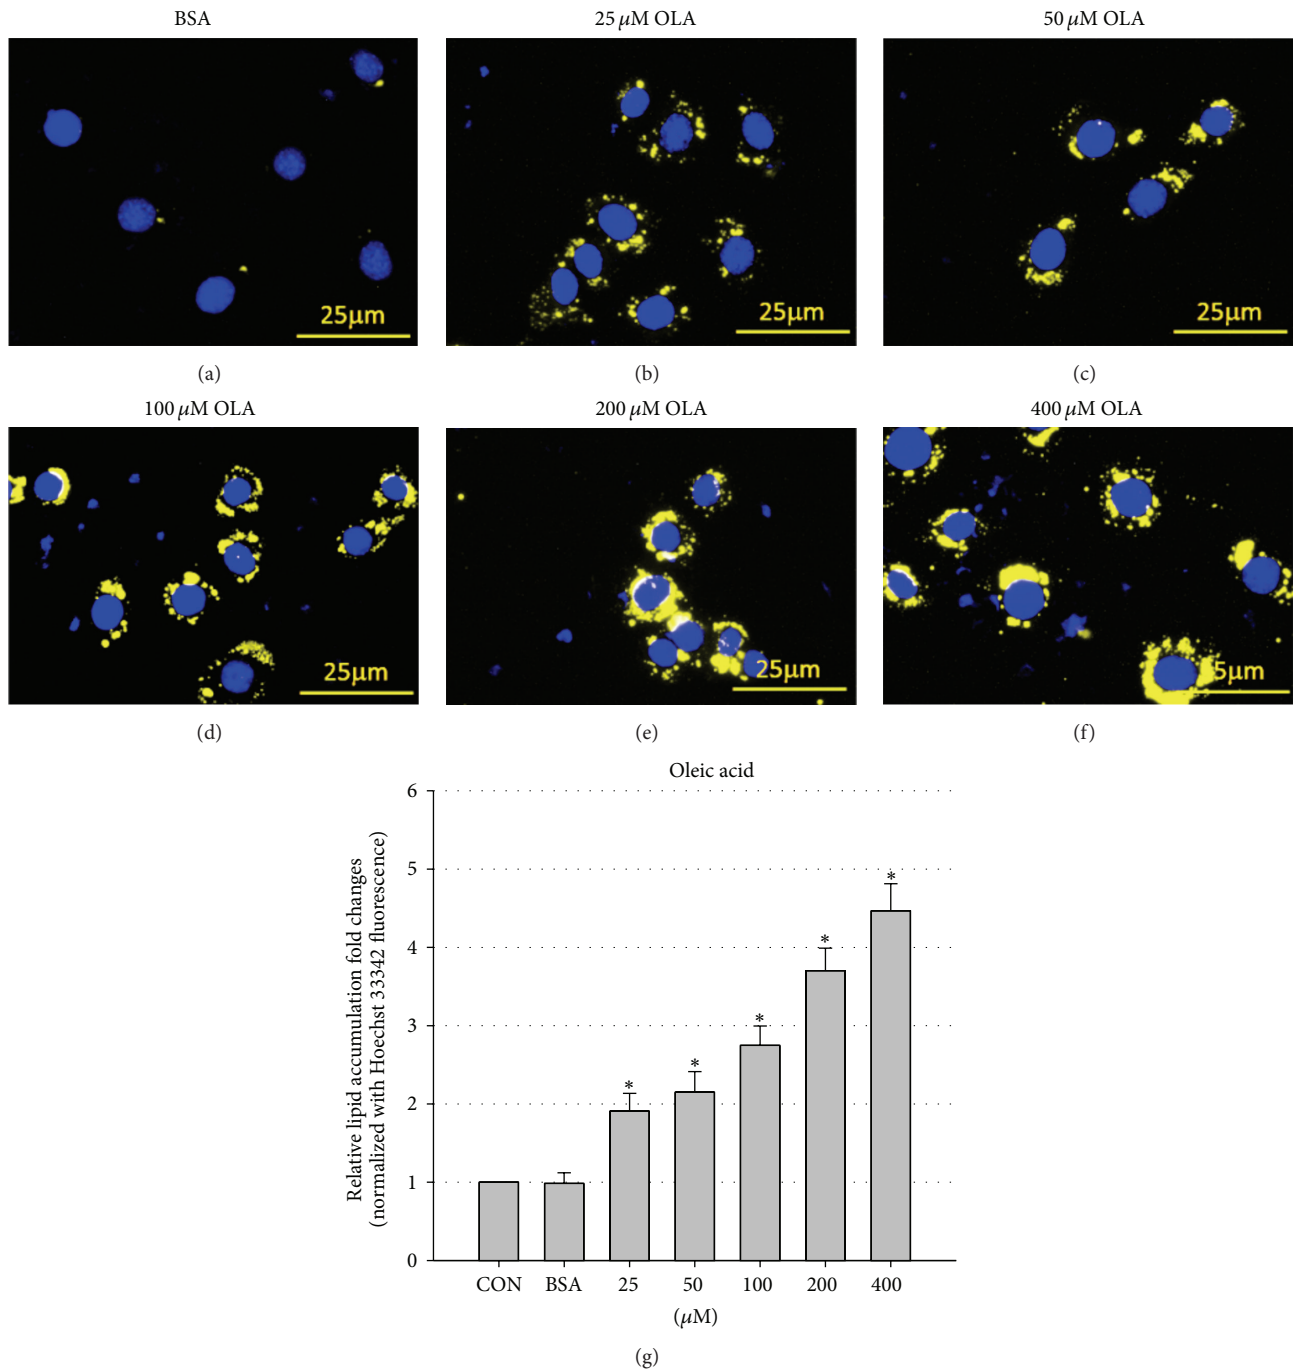 BSA
25 μM OLA
50 μM OLA
25μm
25μm
25μm
(a)
(b)
(c)
100 μM OLA
200 μM OLA
400 μM OLA
25μm
25μm
5μm
(d)
(e)
(f)
Oleic acid
Relative lipid accumulation fold changes
(normalized with Hoechst 33342 fluorescence)
6
5
4
3
2
1
0
*
*
*
*
*
CON BSA 25 50 100 200 400
(μM)
(g)